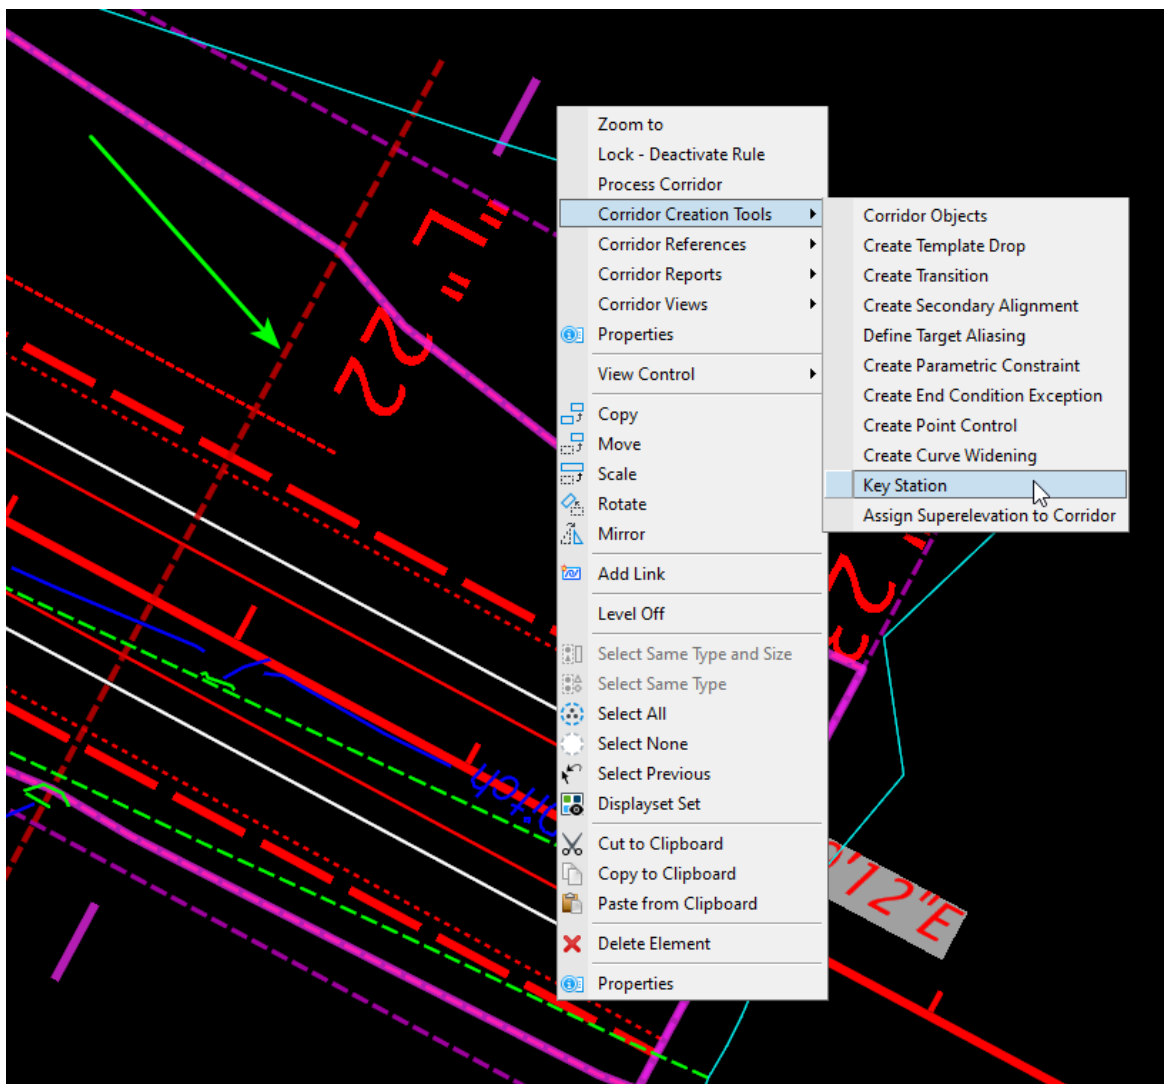 Zoom to
Lock - Deactivate Rule
Process Corridor
Corridor Creation Tools
Corridor References
Corridor Reports
Corridor Views
Properties
View Control
Copy
Move
Scale
Rotate
Mirror
Add Link
Level Off
Select Same Type and Size
Select Same Type
Select All
Select None
Select Previous
Displayset Set
Cut to Clipboard
Copy to Clipboard
Paste from Clipboard
Delete Element
Properties
Corridor Objects
Create Template Drop
Create Transition
Create Secondary Alignment
Define Target Aliasing
Create Parametric Constraint
Create End Condition Exception
Create Point Control
Create Curve Widening
Key Station
Assign Superelevation to Corridor
"L" 22
'12"E